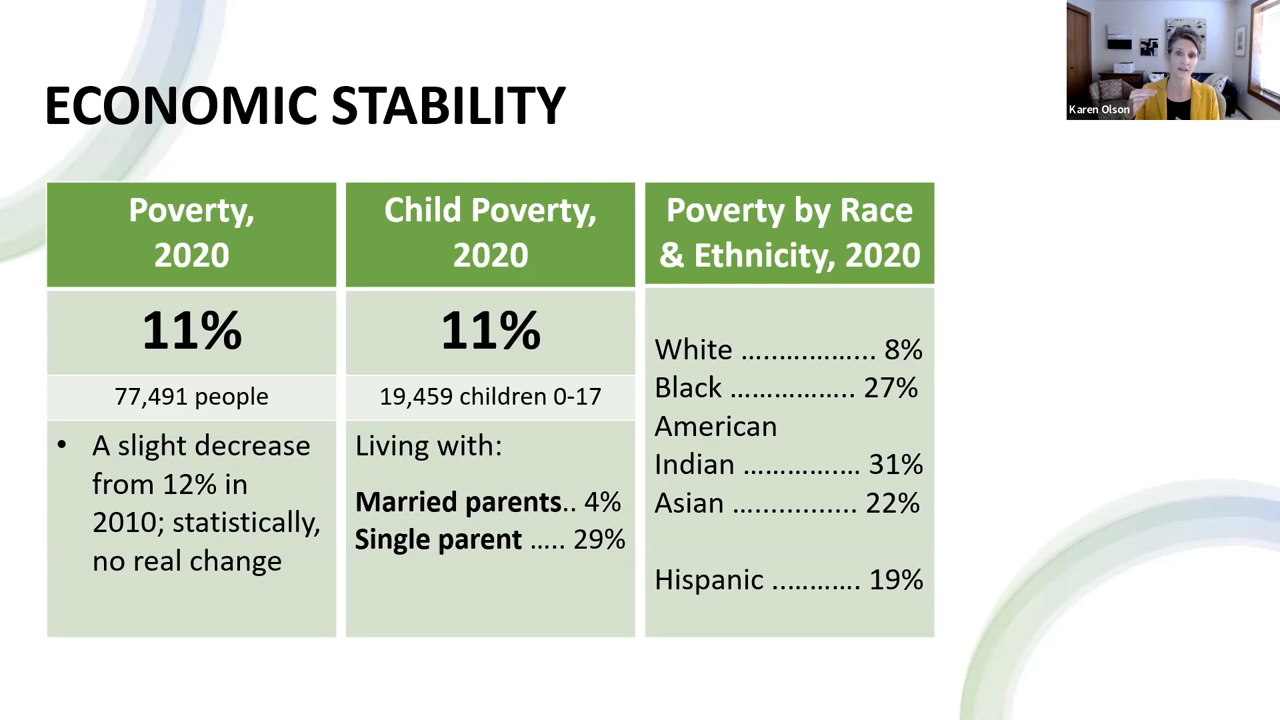 ECONOMIC STABILITY
Karen Olson
Poverty,
2020
11%
77,491 people
• A slight decrease
from 12% in
2010; statistically,
no real change
Child Poverty,
2020
11%
19,459 children 0-17
Living with:
Married parents.. 4%
Single parent ….. 29%
Poverty by Race
& Ethnicity, 2020
White …..…..…….... 8%
Black …………….. 27%
American
Indian ………….… 31%
Asian …............. 22%
Hispanic ..………. 19%